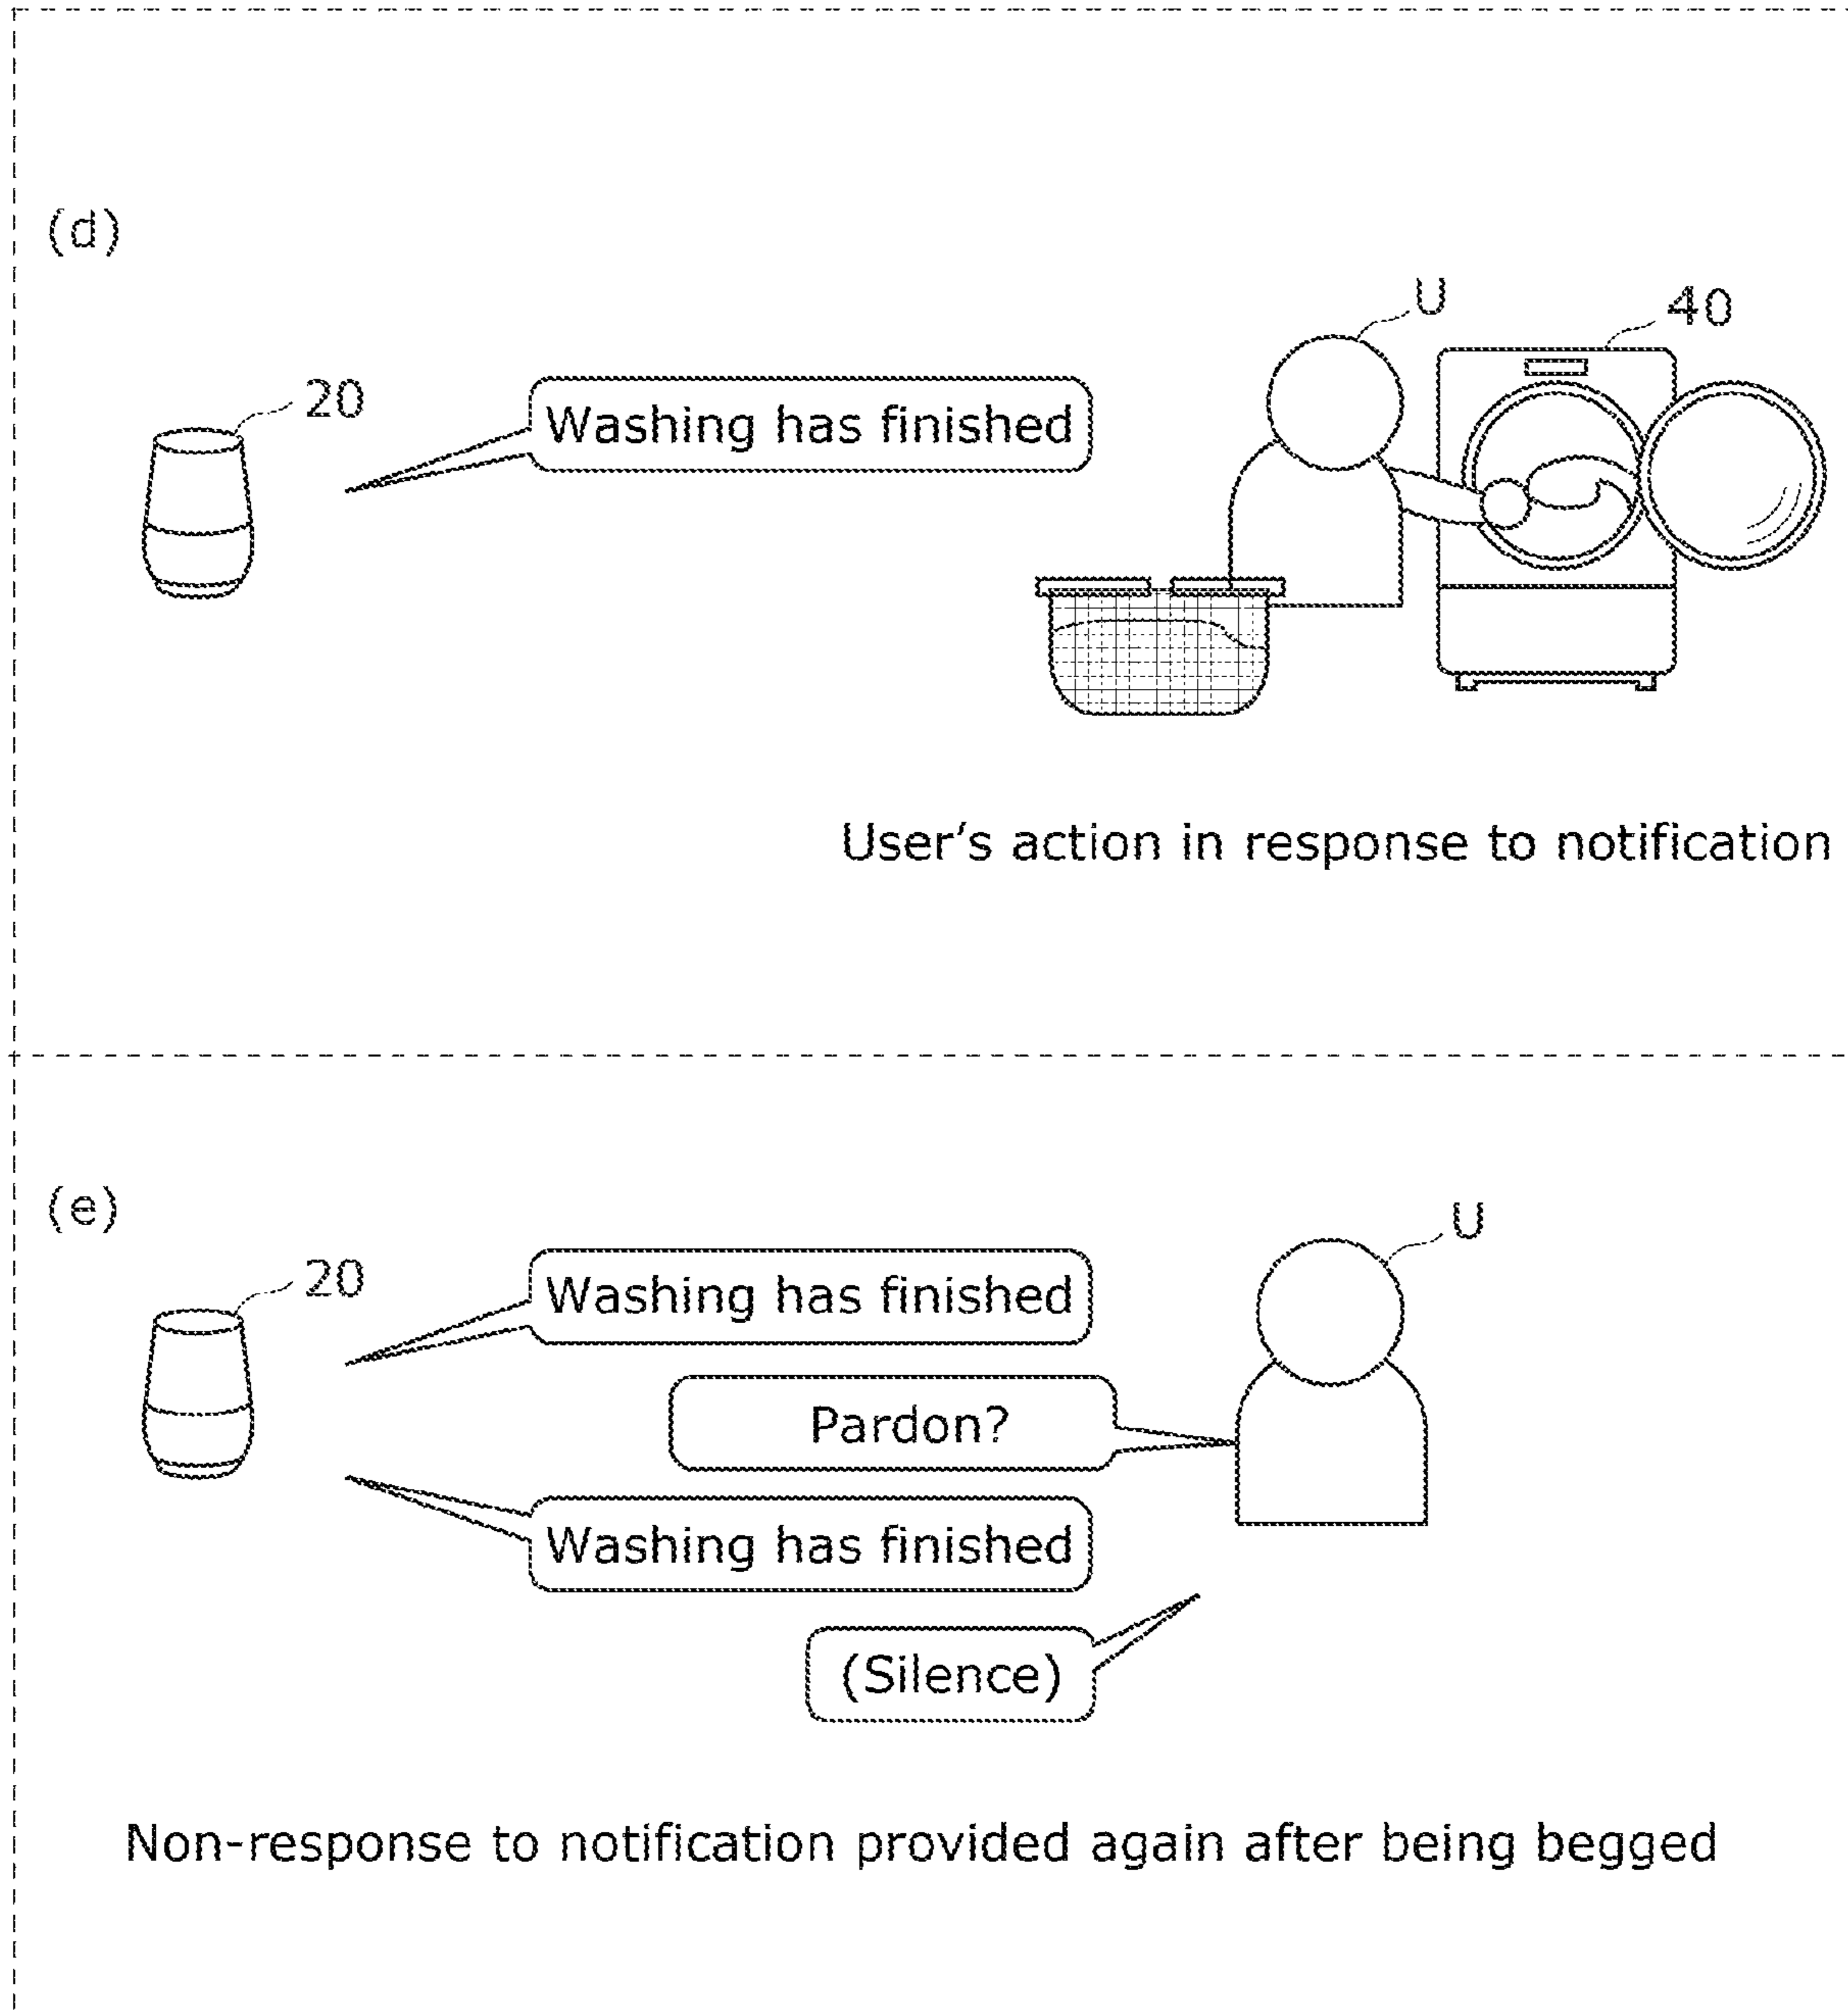 (d)
U
40
20
Washing has finished
User's action in response to notification
(e)
U
20
Washing has finished
Pardon?
Washing has finished
(Silence)
Non-response to notification provided again after being begged